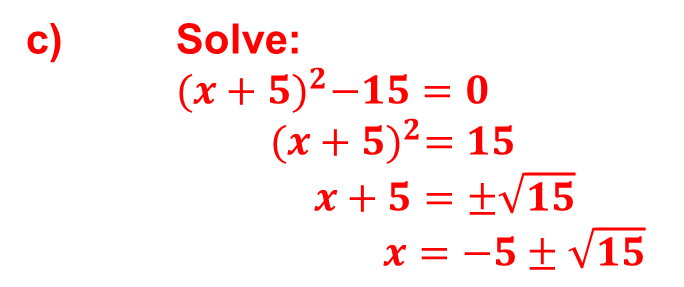 c) Solve:
(x + 5)²−15 = 0
(x + 5)²= 15
x + 5 = ±√15
x = −5 ± √15